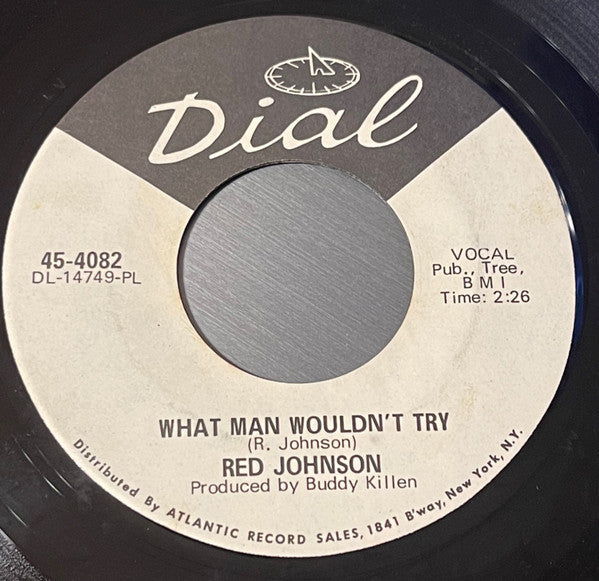 Dial
45-4082
DL-14749-PL
VOCAL
Pub., Tree,
B M I
Time: 2:26
WHAT MAN WOULDN'T TRY
(R. Johnson)
RED JOHNSON
Produced by Buddy Killen
Distributed By ATLANTIC RECORD SALES, 1841 B'way, New York, N.Y.